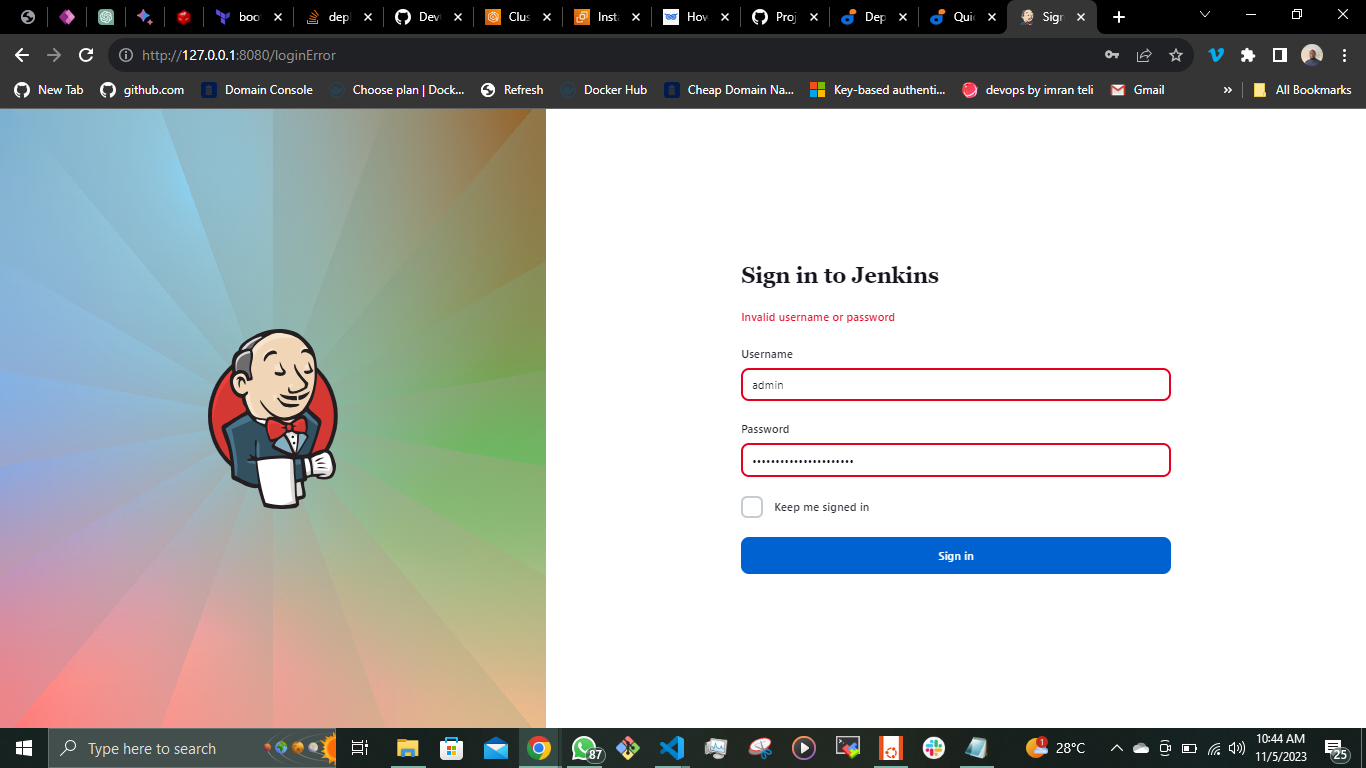 boo
depl
Dev
Clus
Insta
How
Proj
Dep
Quic
Sign
http://127.0.0.1:8080/loginError
New Tab
github.com
Domain Console
Choose plan | Dock...
Refresh
Docker Hub
Cheap Domain Na...
Key-based authenti...
devops by imran teli
Gmail
»
All Bookmarks
Sign in to Jenkins
Invalid username or password
Username
admin
Password
Keep me signed in
Sign in
Type here to search
87
1
28°C
10:44 AM
11/5/2023
25